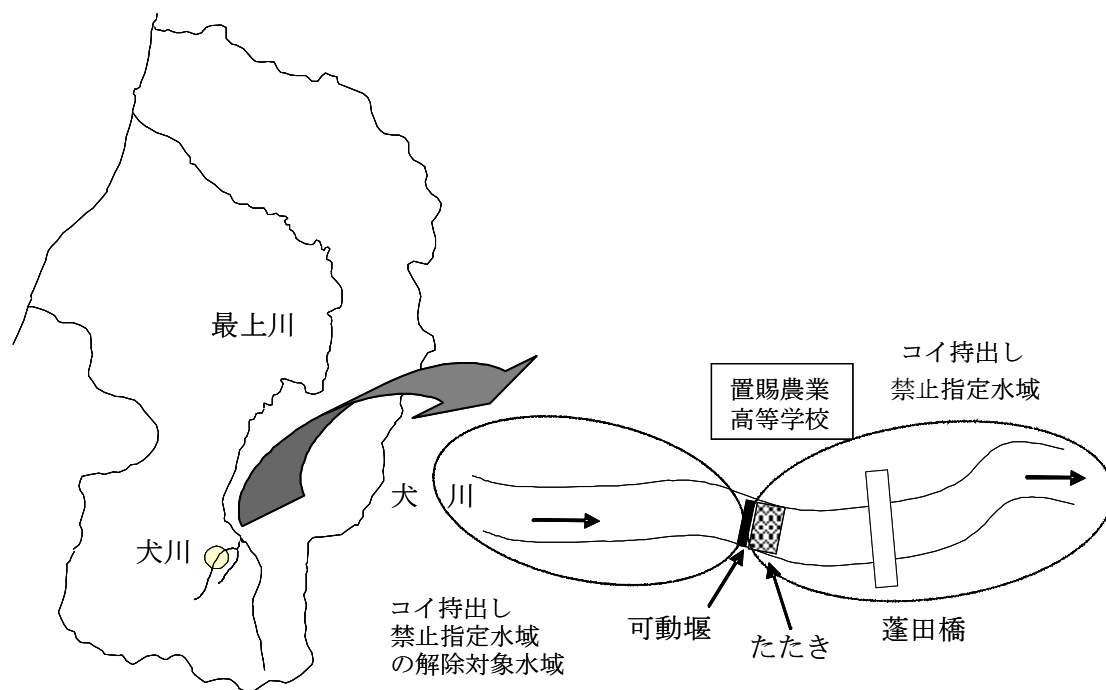 最上川
犬川
犬 川
コイ持出し
禁止指定水域
の解除対象水域
置賜農業
高等学校
コイ持出し
禁止指定水域
可動堰
たたき
蓬田橋